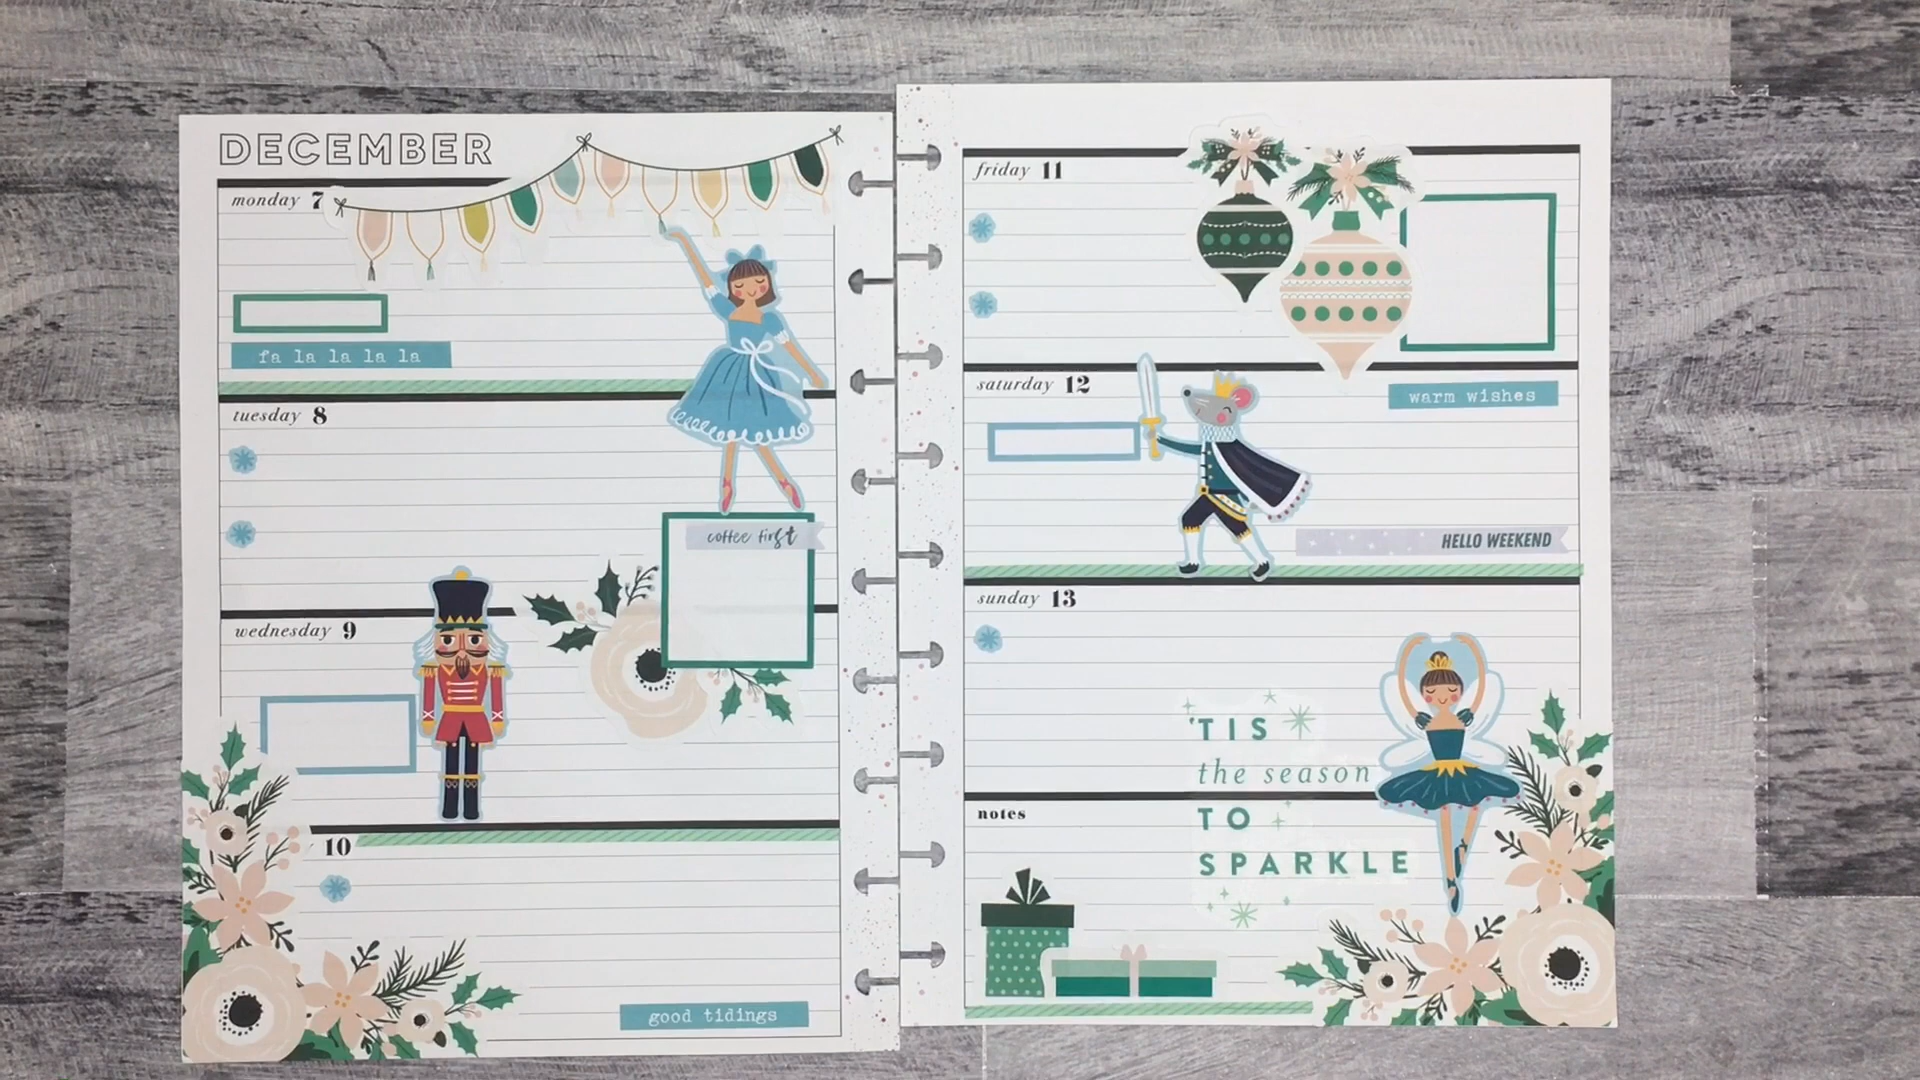 DECEMBER
monday 7
fa la la la la
tuesday 8
coffee first
wednesday 9
10
good tidings
friday 11
saturday 12
warm wishes
HELLO WEEKEND
sunday 13
'TIS
the season
TO
SPARKLE
notes